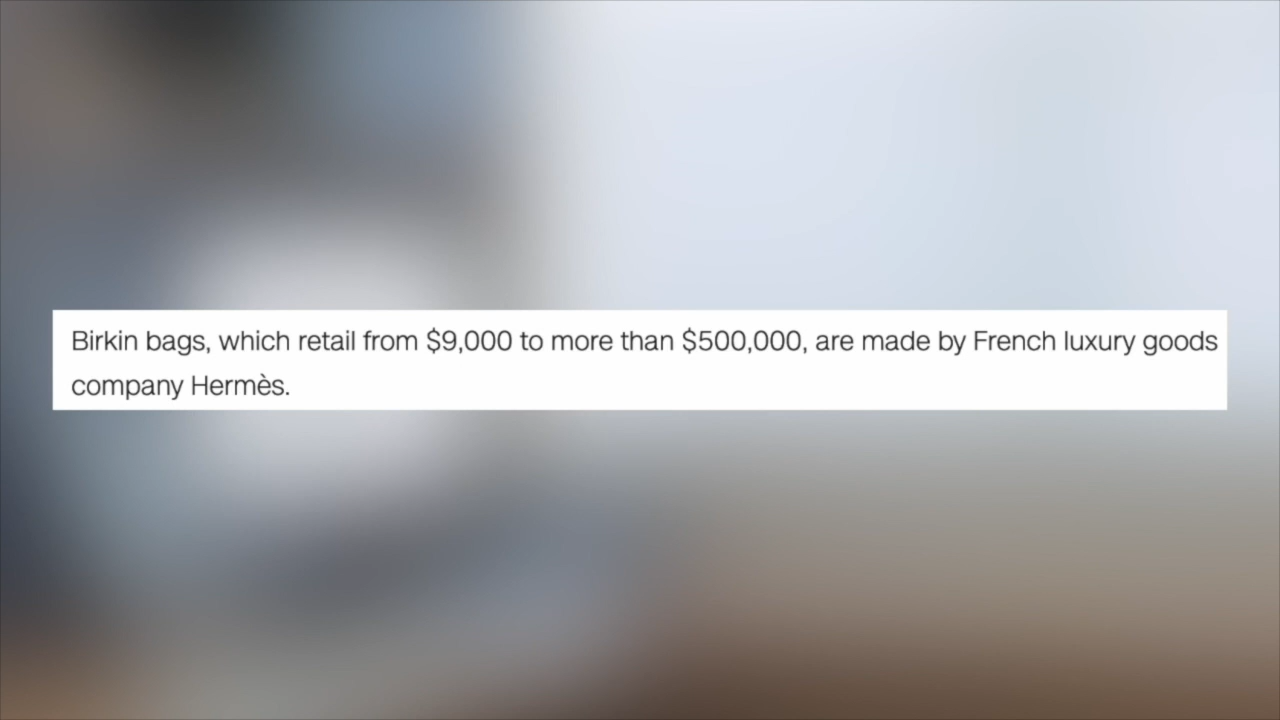 Birkin bags, which retail from $9,000 to more than $500,000, are made by French luxury goods
company Hermès.